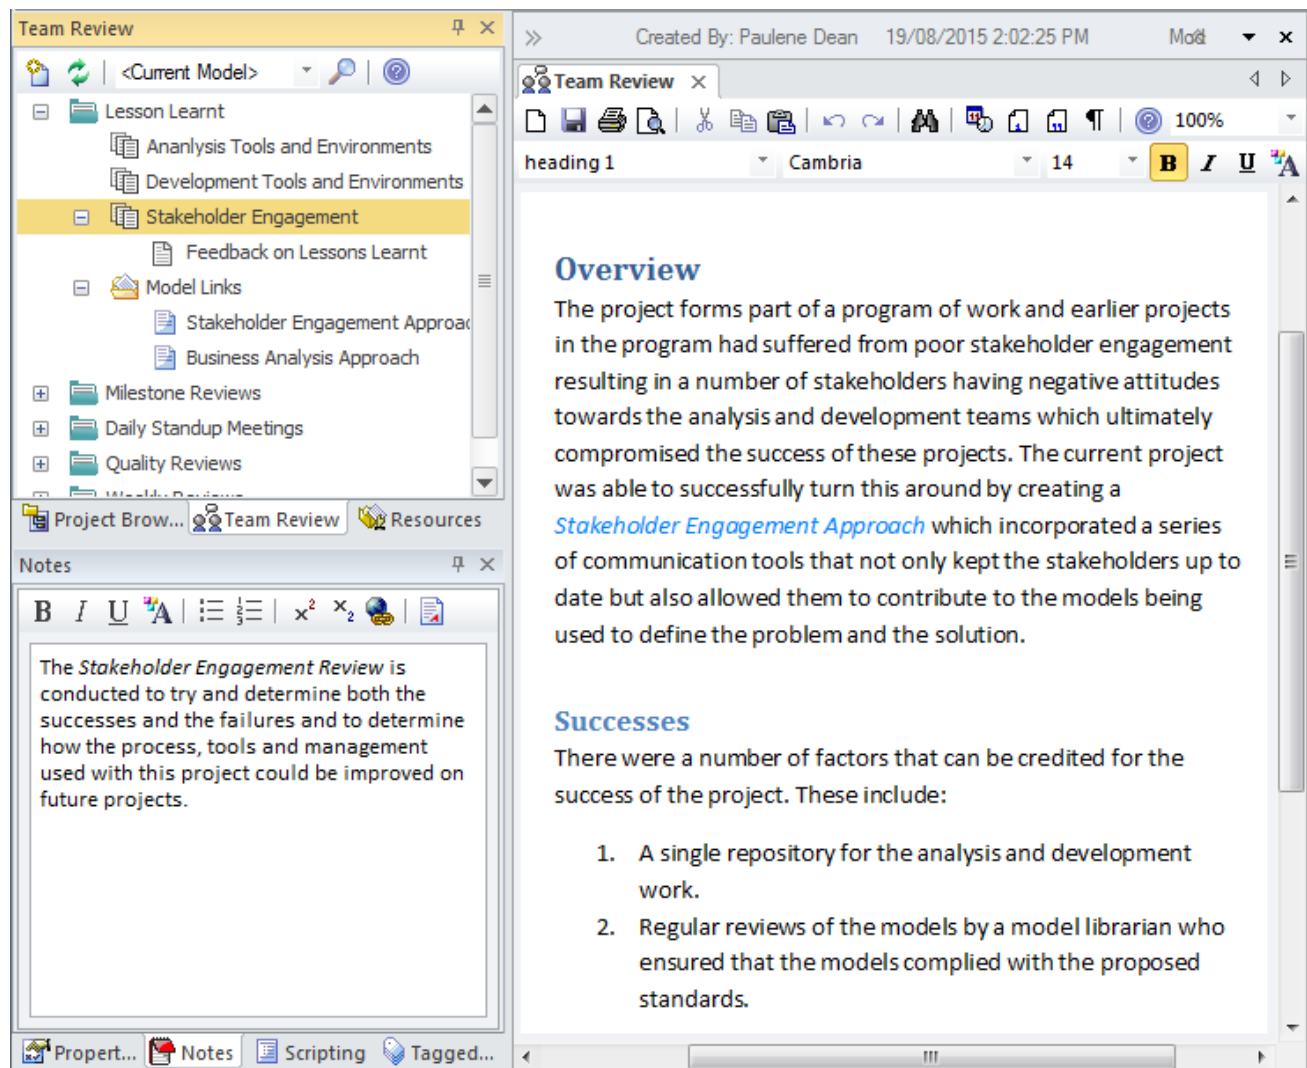 Team Review
<Current Model>
Lesson Learnt
Ananlysis Tools and Environments
Development Tools and Environments
Stakeholder Engagement
Feedback on Lessons Learnt
Model Links
Stakeholder Engagement Approac
Business Analysis Approach
Milestone Reviews
Daily Standup Meetings
Quality Reviews
Weekly Reviews
Project Brow... Team Review Resources
Notes
B I U A x² x₂
The Stakeholder Engagement Review is
conducted to try and determine both the
successes and the failures and to determine
how the process, tools and management
used with this project could be improved on
future projects.
Propert... Notes Scripting Tagged...
Created By: Paulene Dean 19/08/2015 2:02:25 PM
Team Review
100%
heading 1 Cambria 14 B I U A
Overview
The project forms part of a program of work and earlier projects
in the program had suffered from poor stakeholder engagement
resulting in a number of stakeholders having negative attitudes
towards the analysis and development teams which ultimately
compromised the success of these projects. The current project
was able to successfully turn this around by creating a
Stakeholder Engagement Approach which incorporated a series
of communication tools that not only kept the stakeholders up to
date but also allowed them to contribute to the models being
used to define the problem and the solution.
Successes
There were a number of factors that can be credited for the
success of the project. These include:
1. A single repository for the analysis and development
work.
2. Regular reviews of the models by a model librarian who
ensured that the models complied with the proposed
standards.